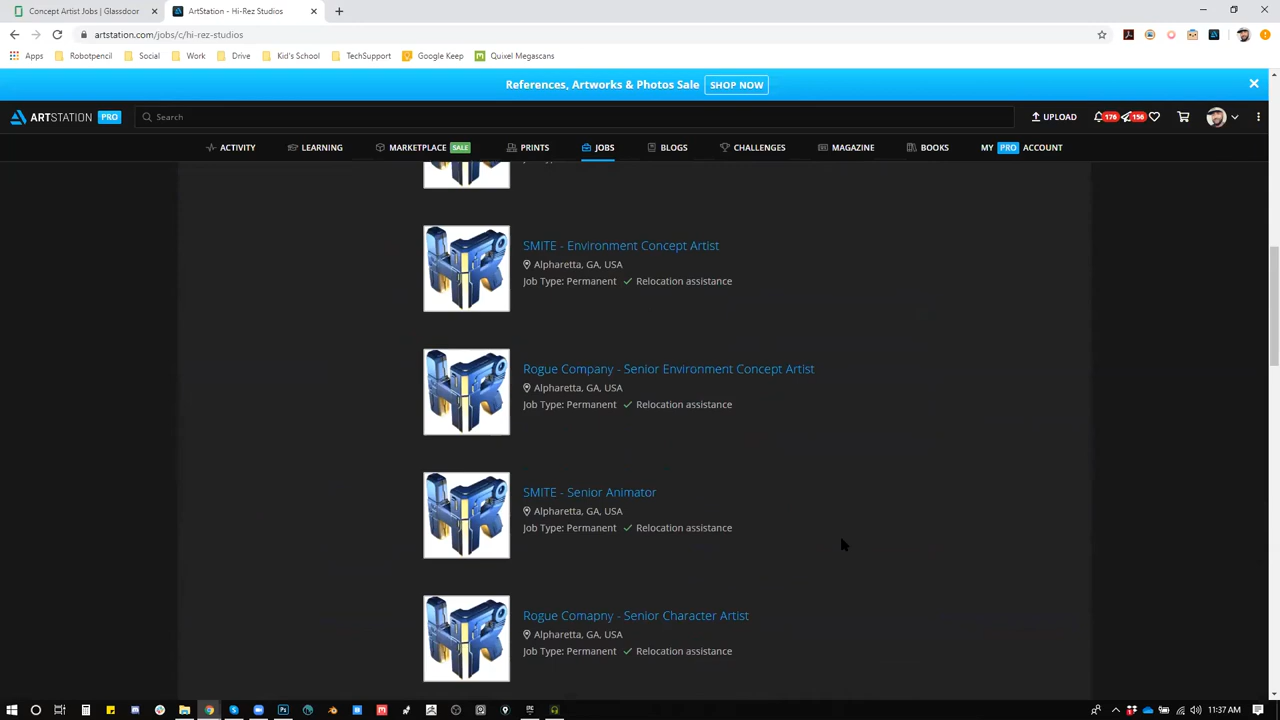 Concept Artist Jobs | Glassdoor
ArtStation - Hi-Rez Studios
artstation.com/jobs/c/hi-rez-studios
Apps Robotpencil Social Work Drive Kid's School TechSupport Google Keep Quixel Megascans
References, Artworks & Photos Sale SHOP NOW
ARTSTATION PRO Search UPLOAD 176 156
ACTIVITY LEARNING MARKETPLACE SALE PRINTS JOBS BLOGS CHALLENGES MAGAZINE BOOKS MY PRO ACCOUNT
SMITE - Environment Concept Artist
Alpharetta, GA, USA
Job Type: Permanent Relocation assistance
Rogue Company - Senior Environment Concept Artist
Alpharetta, GA, USA
Job Type: Permanent Relocation assistance
SMITE - Senior Animator
Alpharetta, GA, USA
Job Type: Permanent Relocation assistance
Rogue Comapny - Senior Character Artist
Alpharetta, GA, USA
Job Type: Permanent Relocation assistance
11:37 AM